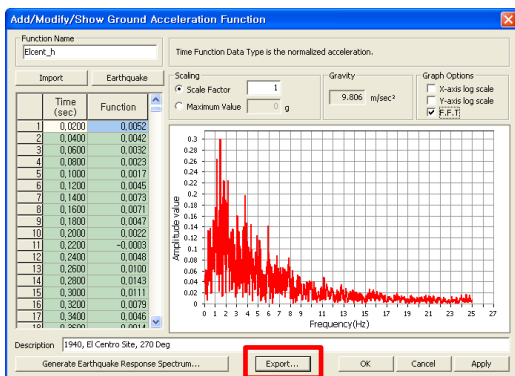 Add/Modify/Show Ground Acceleration Function
Function Name
Elcent_h
Time Function Data Type is the normalized acceleration.
Import
Earthquake
Scaling
Scale Factor
1
Maximum Value
0
g
Gravity
9.806 m/sec²
Graph Options
X-axis log scale
Y-axis log scale
F.F.T
Time (sec) Function
1 0,0200 0,0052
2 0,0400 0,0042
3 0,0600 0,0032
4 0,0800 0,0023
5 0,1000 0,0017
6 0,1200 0,0045
7 0,1400 0,0073
8 0,1600 0,0071
9 0,1800 0,0047
10 0,2000 0,0022
11 0,2200 -0,0003
12 0,2400 0,0048
13 0,2600 0,0100
14 0,2800 0,0143
15 0,3000 0,0111
16 0,3200 0,0079
17 0,3400 0,0046
18 0,3600 0,0014
Amplitude value
0.3
0.28
0.26
0.24
0.22
0.2
0.18
0.16
0.14
0.12
0.1
0.08
0.06
0.04
0.02
0 1 2 3 4 5 6 7 8 9 11 13 15 17 19 21 23 25 27
Frequency(Hz)
Description 1940, El Centro Site, 270 Deg
Generate Earthquake Response Spectrum...
Export...
OK
Cancel
Apply